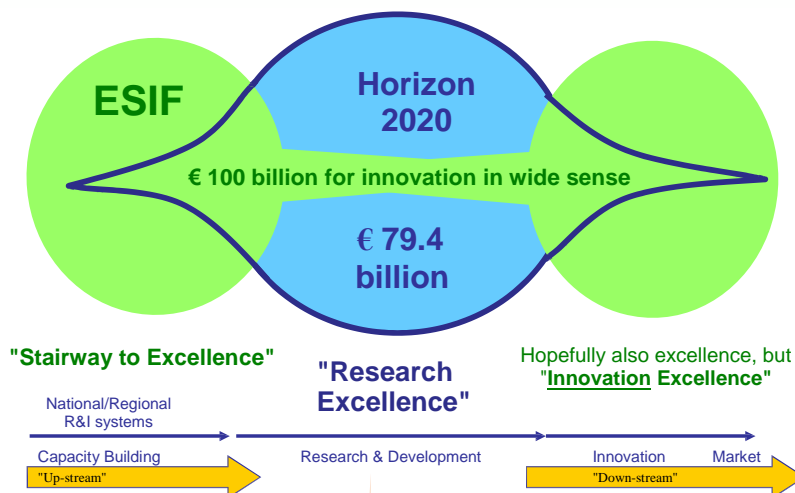 ESIF
Horizon
2020
€ 100 billion for innovation in wide sense
€ 79.4
billion
"Stairway to Excellence"
"Research
Excellence"
Hopefully also excellence, but
"Innovation Excellence"
National/Regional
R&I systems
Capacity Building
Research & Development
Innovation
Market
"Up-stream"
"Down-stream"